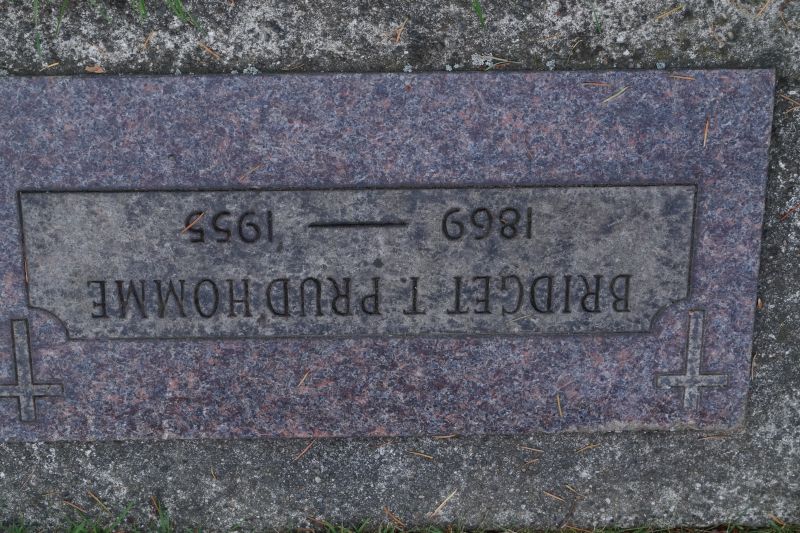 BRIDGET T. PRUD'HOMME
1869 — 1955